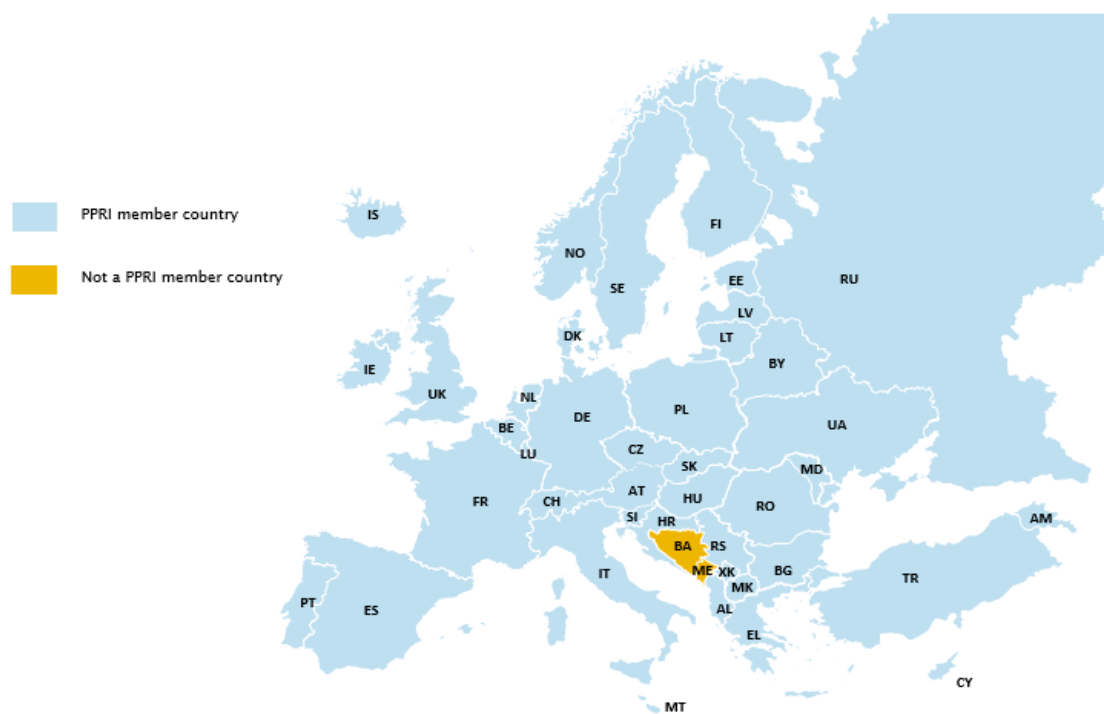 IS
PPRI member country
FI
NO
Not a PPRI member country
EE
RU
SE
LV
DK
LT
BY
IE
UK
NL
DE
PL
BE
UA
CZ
LU
SK
MD
AT
HU
FR
CH
RO
SI
HR
AM
BA
RS
ME
XK
BG
IT
TR
MK
PT
ES
AL
EL
CY
MT